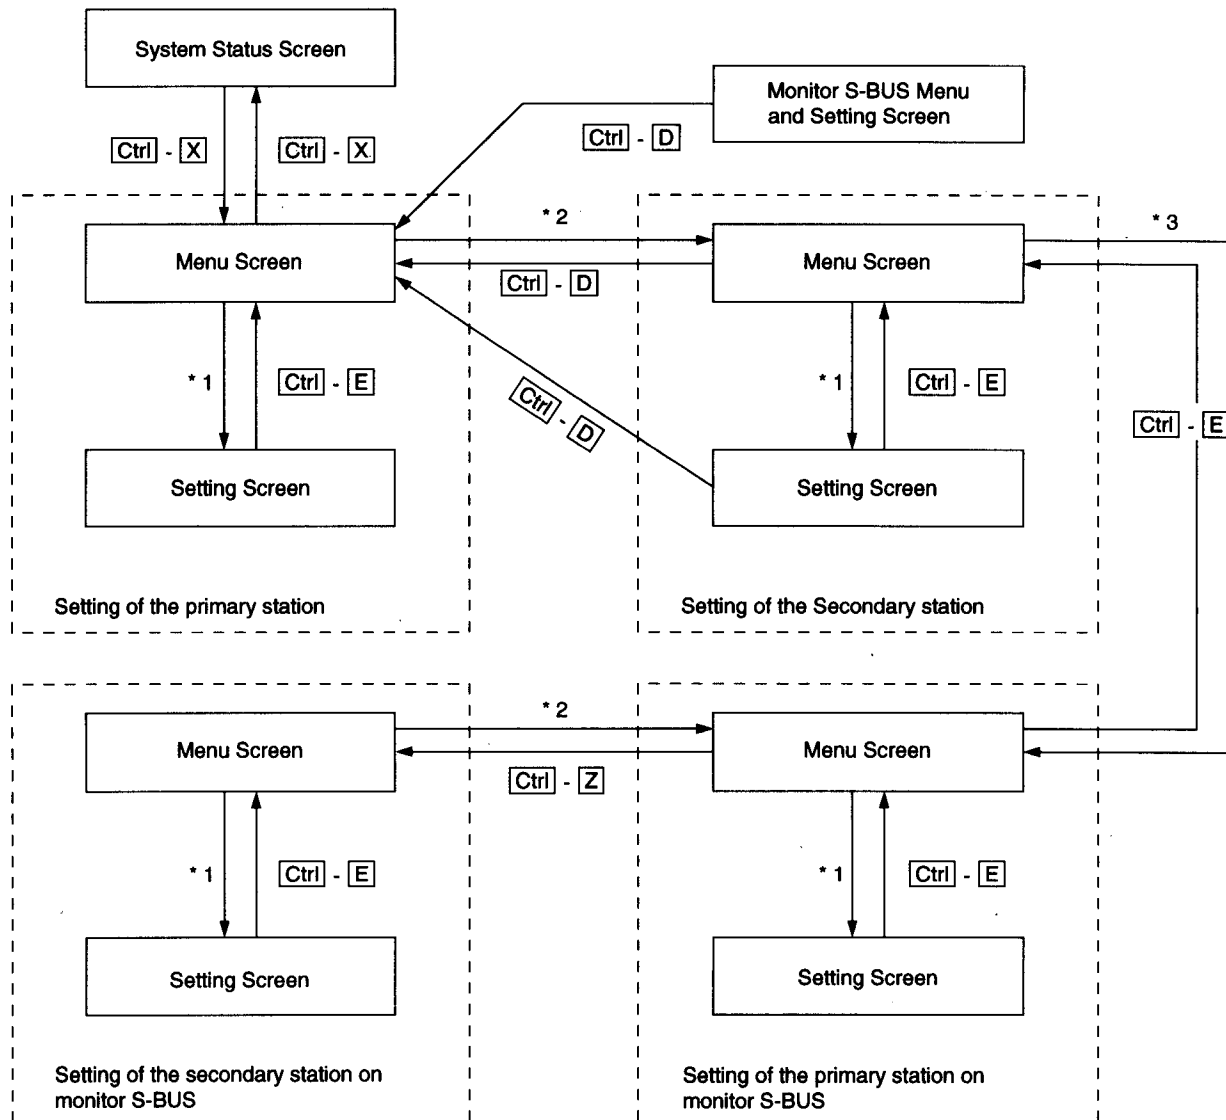 System Status Screen
Monitor S-BUS Menu
and Setting Screen
Ctrl - X
Ctrl - X
Ctrl - D
* 2
* 3
Menu Screen
Menu Screen
Ctrl - D
* 1
Ctrl - E
Ctrl - D
* 1
Ctrl - E
Ctrl - E
Setting Screen
Setting Screen
Setting of the primary station
Setting of the Secondary station
* 2
Menu Screen
Menu Screen
Ctrl - Z
* 1
Ctrl - E
* 1
Ctrl - E
Setting Screen
Setting Screen
Setting of the secondary station on
monitor S-BUS
Setting of the primary station on
monitor S-BUS